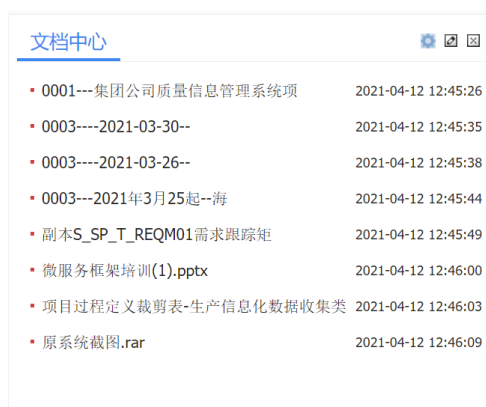 文档中心
0001---集团公司质量信息管理系统项 2021-04-12 12:45:26
0003----2021-03-30-- 2021-04-12 12:45:35
0003----2021-03-26-- 2021-04-12 12:45:38
0003---2021年3月25起--海 2021-04-12 12:45:44
副本S_SP_T_REQM01需求跟踪矩 2021-04-12 12:45:49
微服务框架培训(1).pptx 2021-04-12 12:46:00
项目过程定义裁剪表-生产信息化数据收集类 2021-04-12 12:46:03
原系统截图.rar 2021-04-12 12:46:09